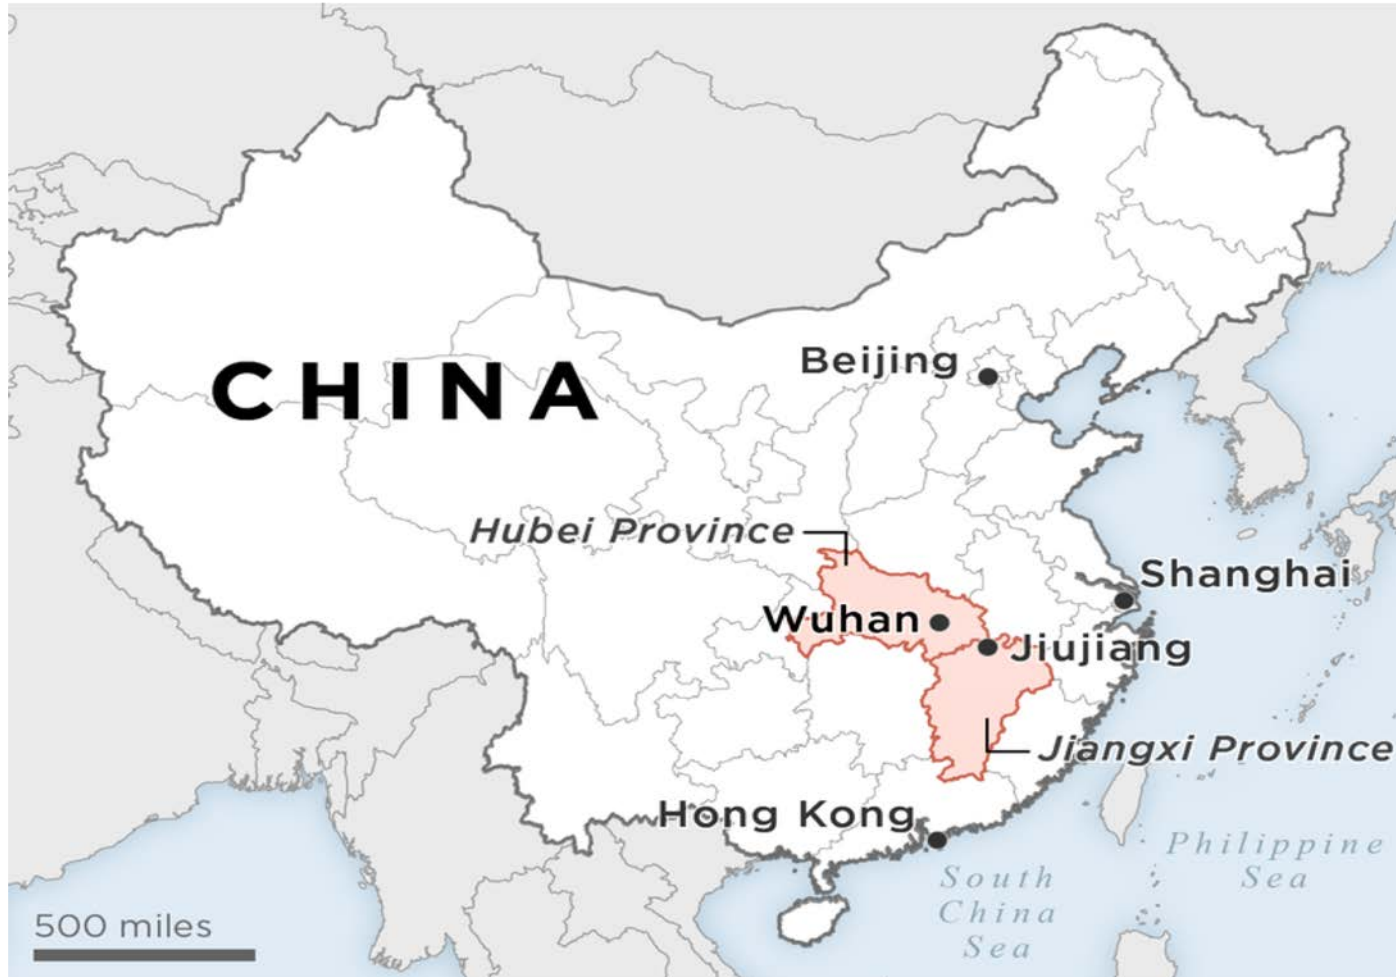 CHINA
Beijing
Hubei Province
Shanghai
Wuhan
Jiujiang
Jiangxi Province
Hong Kong
Philippine
Sea
South
China
Sea
500 miles